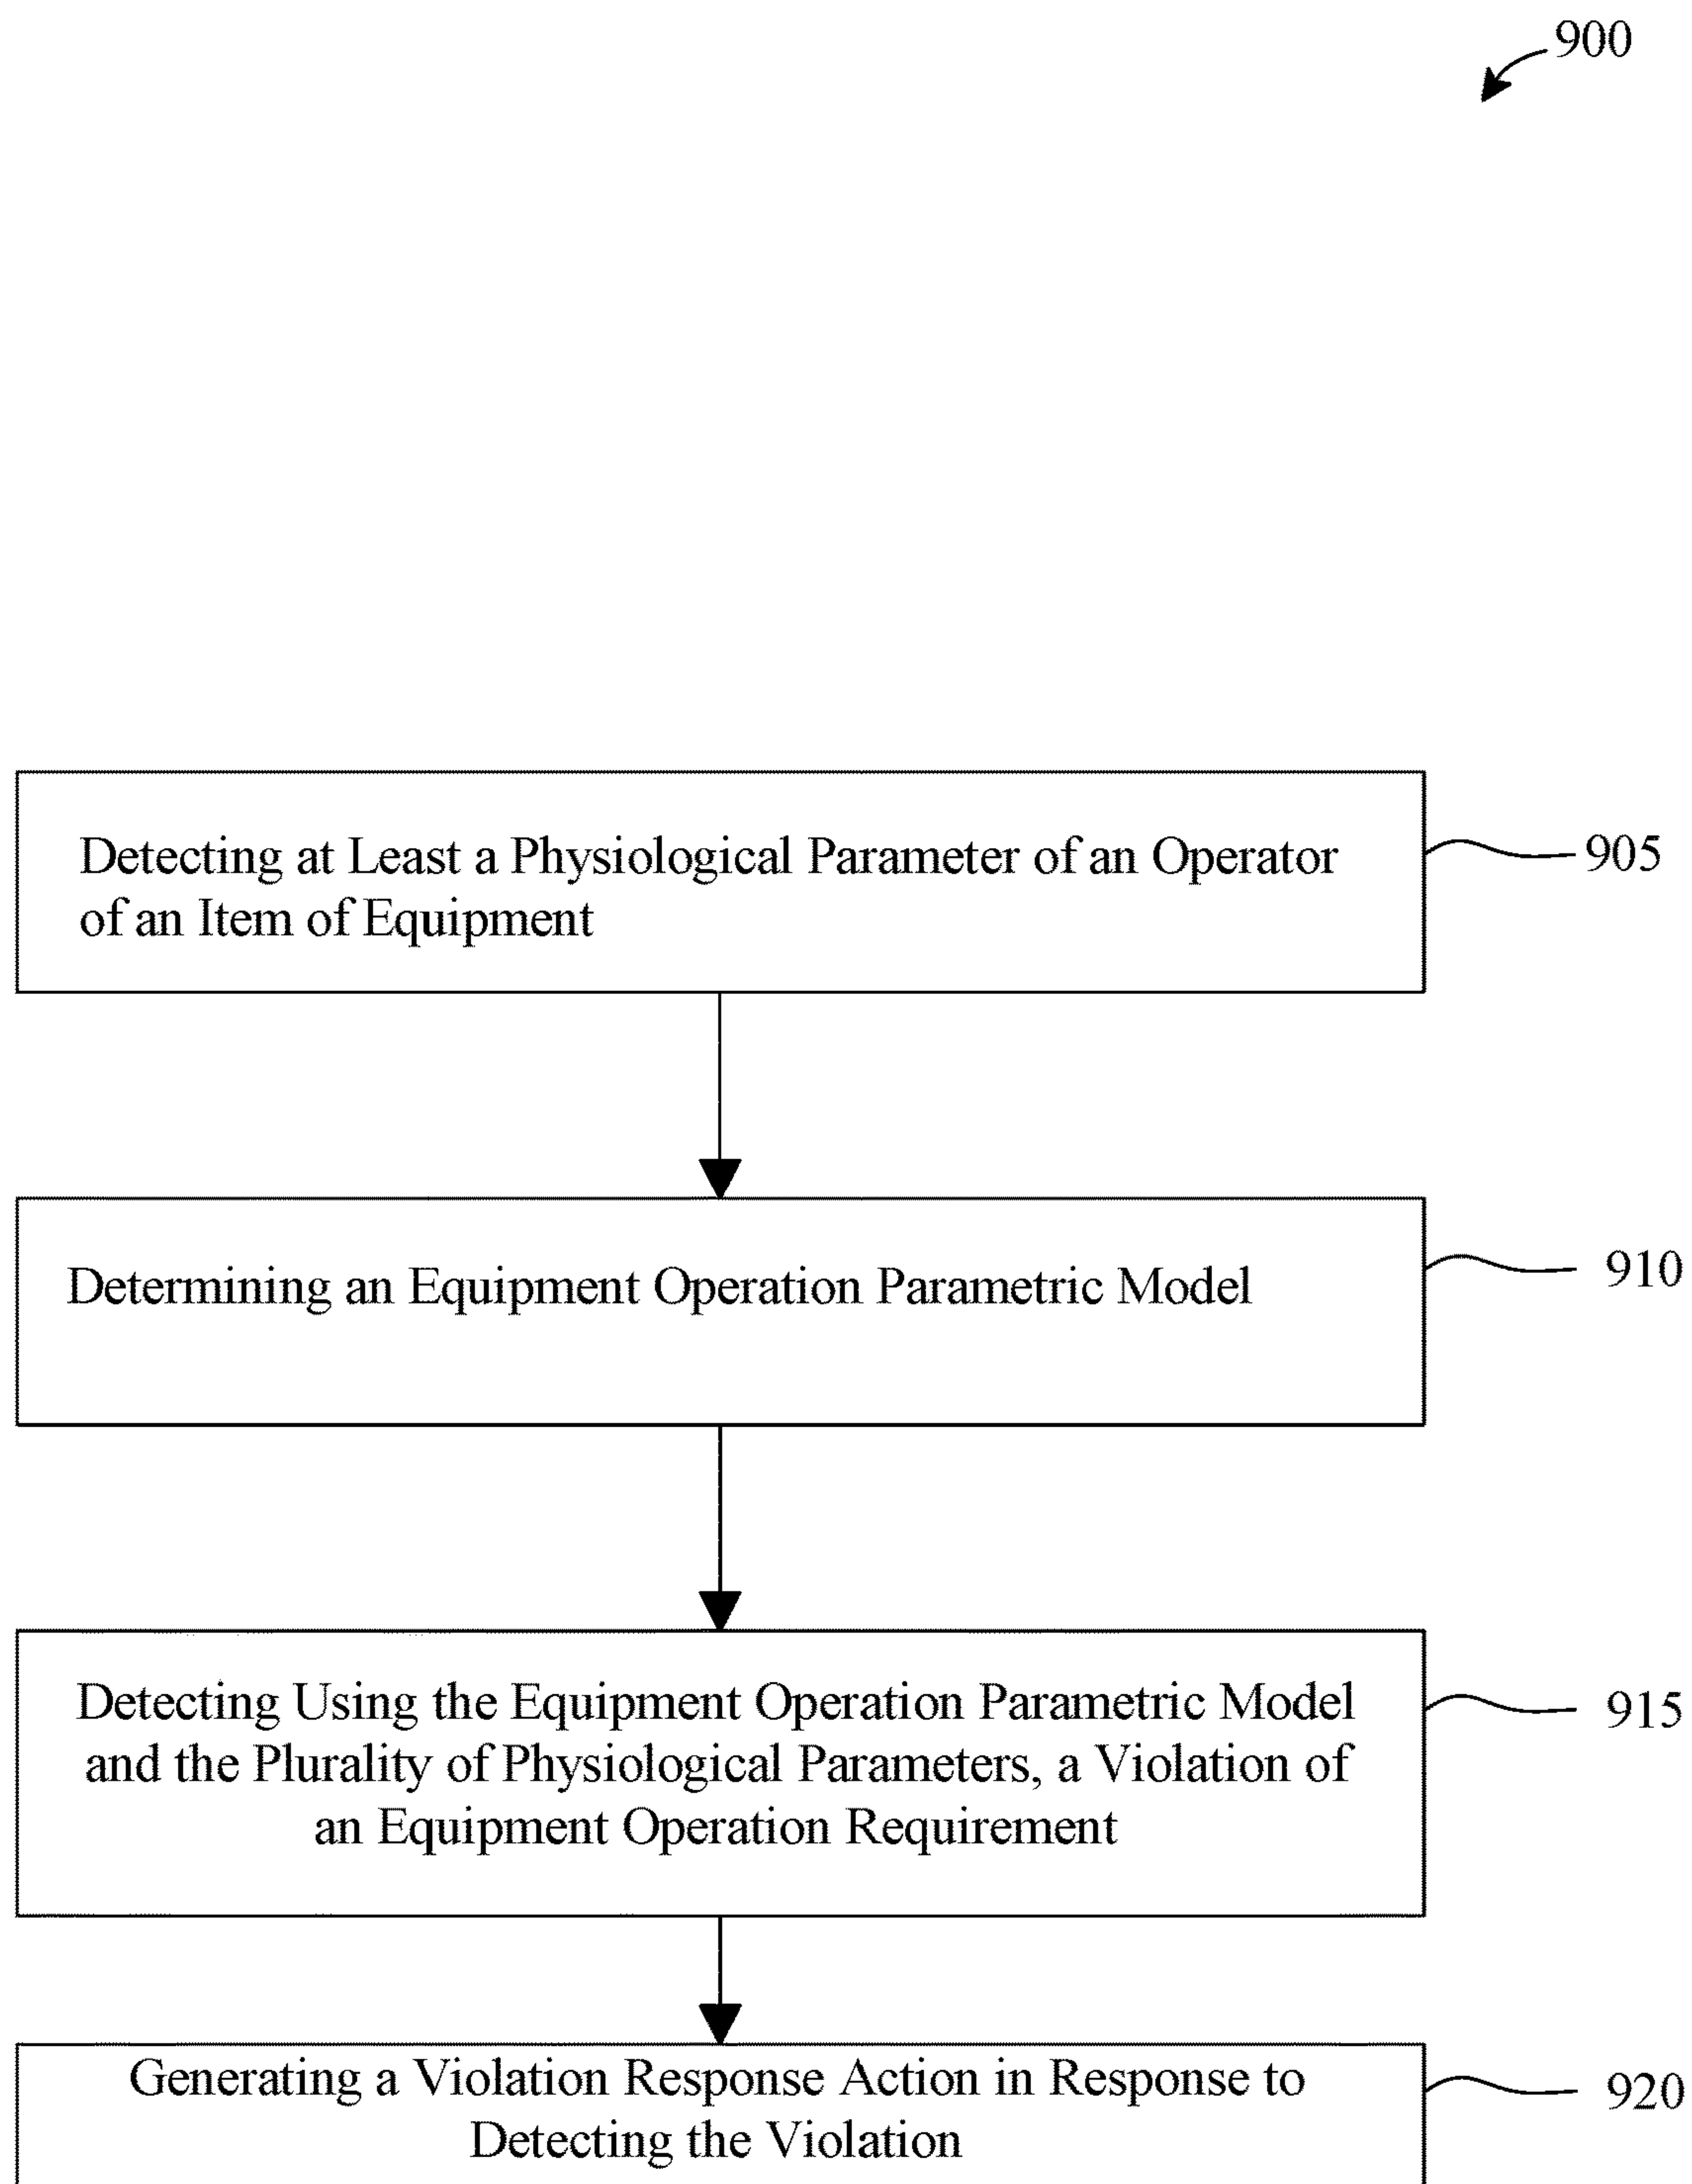 900
Detecting at Least a Physiological Parameter of an Operator
of an Item of Equipment
905
Determining an Equipment Operation Parametric Model
910
Detecting Using the Equipment Operation Parametric Model
and the Plurality of Physiological Parameters, a Violation of
an Equipment Operation Requirement
915
Generating a Violation Response Action in Response to
Detecting the Violation
920